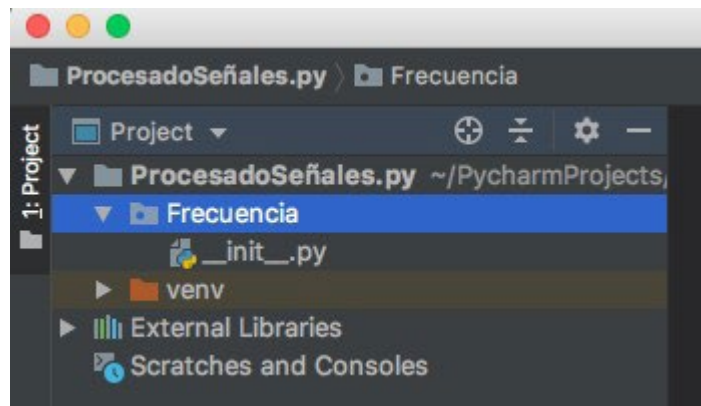 ProcesadoSeñales.py Frecuencia
1: Project
Project
ProcesadoSeñales.py ~/PycharmProjects/
Frecuencia
__init__.py
venv
External Libraries
Scratches and Consoles